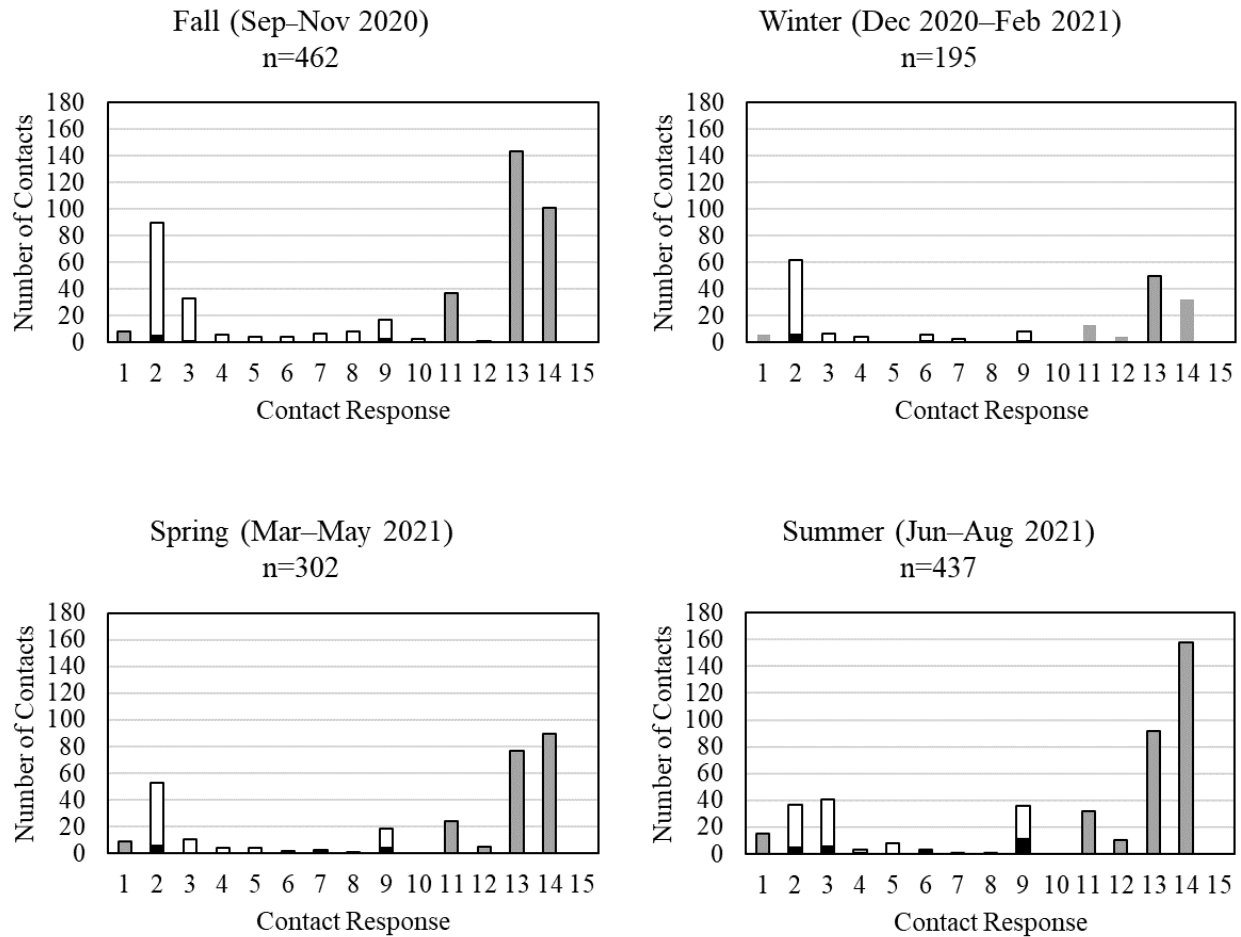 Fall (Sep–Nov 2020)
n=462
Number of Contacts
180
160
140
120
100
80
60
40
20
0
1 2 3 4 5 6 7 8 9 10 11 12 13 14 15
Contact Response
Winter (Dec 2020–Feb 2021)
n=195
Number of Contacts
180
160
140
120
100
80
60
40
20
0
1 2 3 4 5 6 7 8 9 10 11 12 13 14 15
Contact Response
Spring (Mar–May 2021)
n=302
Number of Contacts
180
160
140
120
100
80
60
40
20
0
1 2 3 4 5 6 7 8 9 10 11 12 13 14 15
Contact Response
Summer (Jun–Aug 2021)
n=437
Number of Contacts
180
160
140
120
100
80
60
40
20
0
1 2 3 4 5 6 7 8 9 10 11 12 13 14 15
Contact Response